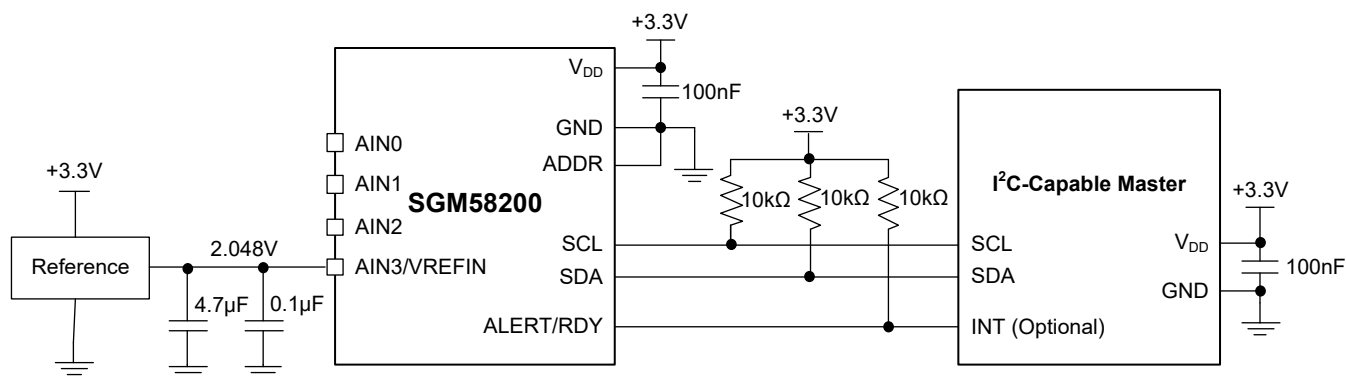 +3.3V
V_DD
100nF
GND
ADDR
AIN0
AIN1
AIN2
AIN3/VREFIN
SGM58200
SCL
SDA
ALERT/RDY
+3.3V
Reference
2.048V
4.7µF
0.1µF
+3.3V
10kΩ
10kΩ
10kΩ
I²C-Capable Master
SCL
SDA
INT (Optional)
V_DD
GND
+3.3V
100nF